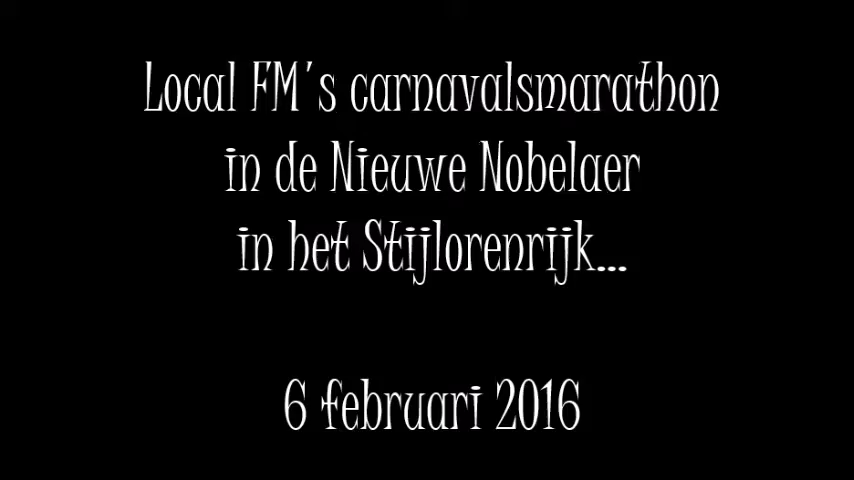 Local FM's carnavalsmarathon
in de Nieuwe Nobelaer
in het Stijlorenrijk...
6 februari 2016